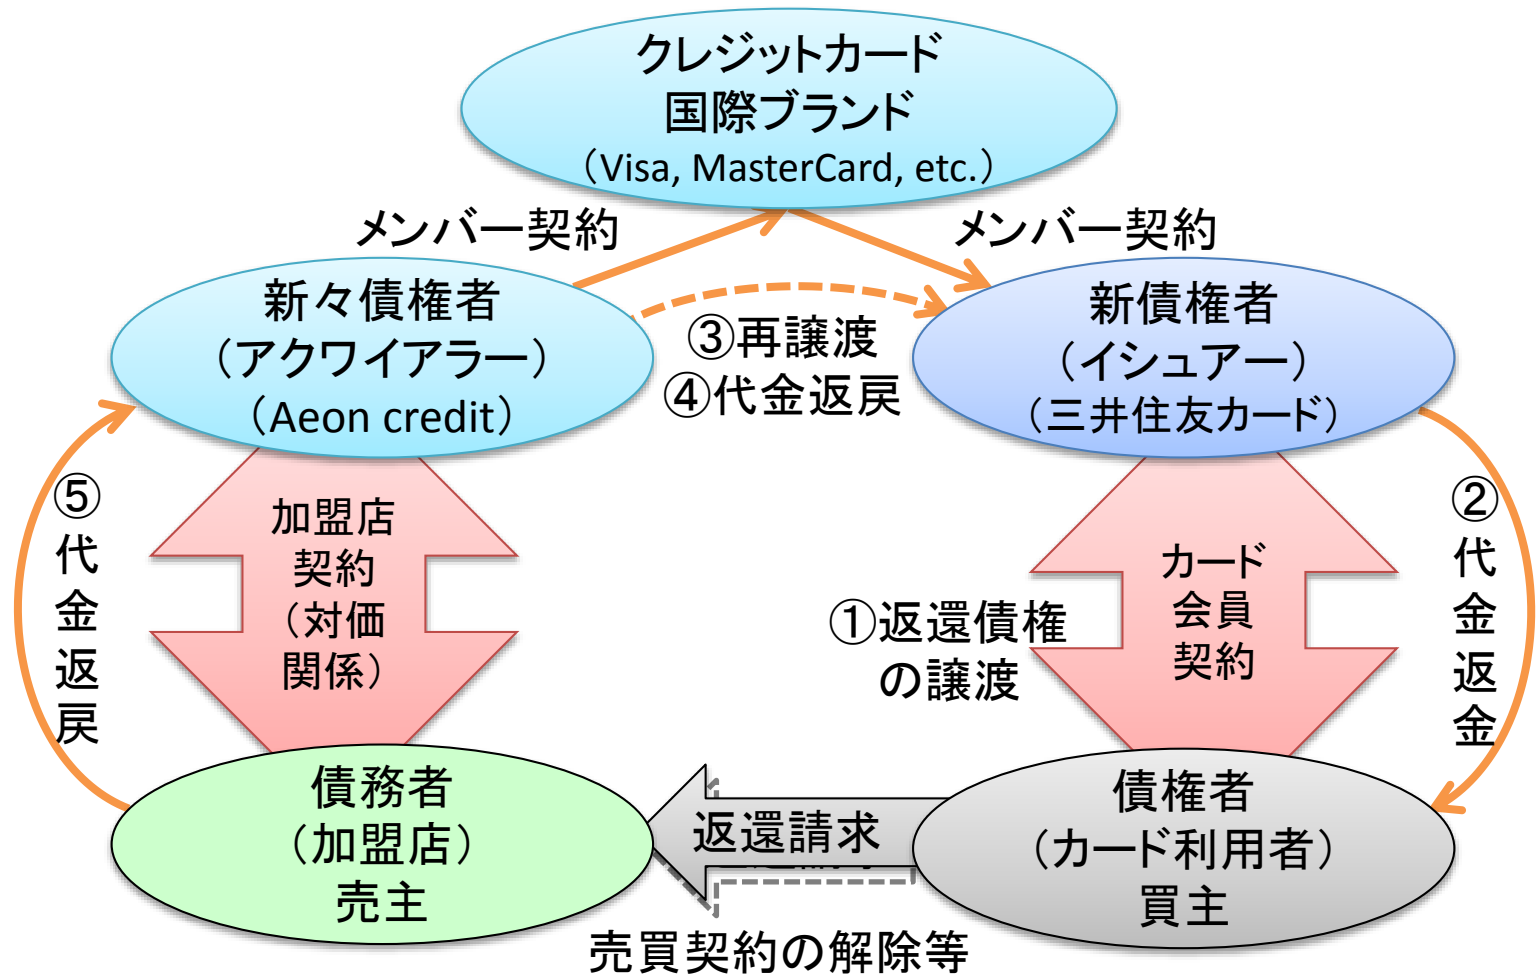 クレジットカード
国際ブランド
（Visa, MasterCard, etc.）
メンバー契約
メンバー契約
新々債権者
（アクワイアラー）
（Aeon credit）
③再譲渡
④代金返戻
新債権者
（イシュアー）
（三井住友カード）
⑤
代
金
返
戻
加盟店
契約
（対価
関係）
①返還債権
の譲渡
カード
会員
契約
②
代
金
返
金
債務者
（加盟店）
売主
返還請求
債権者
（カード利用者）
買主
売買契約の解除等